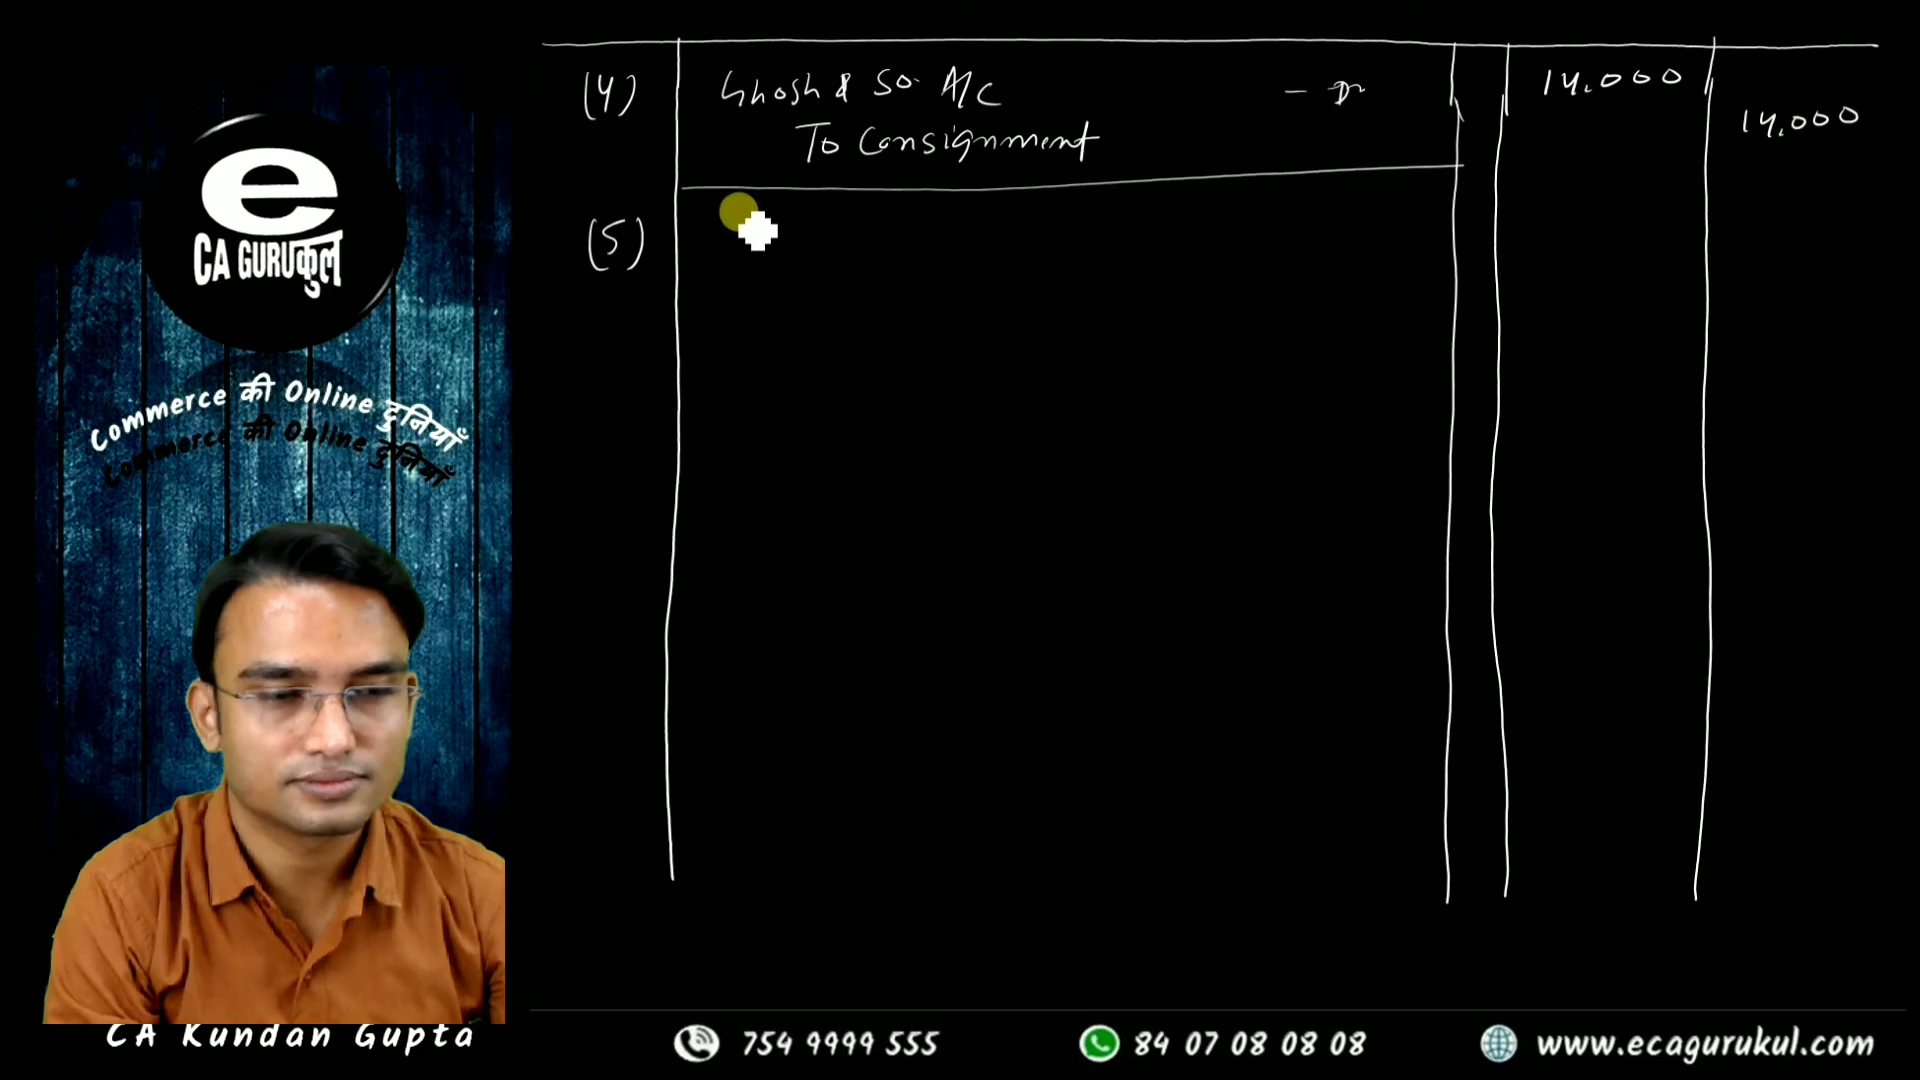 (4) Ghosh & So. A/C - Dr 14,000
To Consignment 14,000
(5)
e
CA GURUकुल
Commerce की Online दुनियाँ
Commerce की Online दुनियाँ
CA Kundan Gupta
754 9999 555
84 07 08 08 08
www.ecagurukul.com